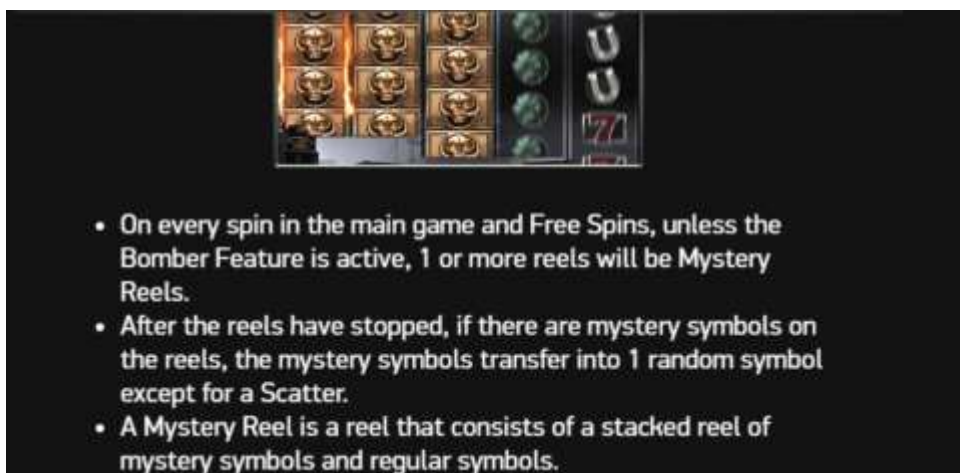 7
• On every spin in the main game and Free Spins, unless the
Bomber Feature is active, 1 or more reels will be Mystery
Reels.
• After the reels have stopped, if there are mystery symbols on
the reels, the mystery symbols transfer into 1 random symbol
except for a Scatter.
• A Mystery Reel is a reel that consists of a stacked reel of
mystery symbols and regular symbols.